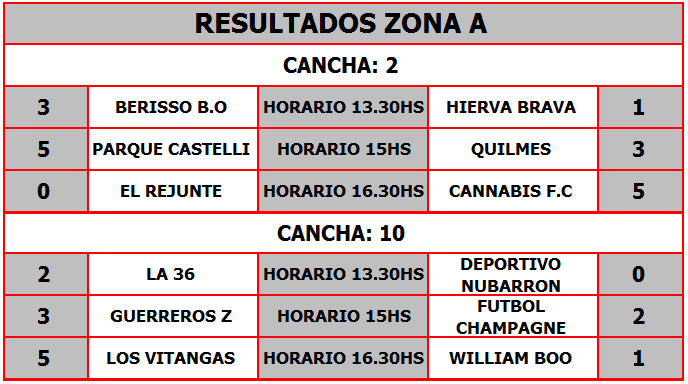 RESULTADOS ZONA A
CANCHA: 2
3 BERISSO B.O HORARIO 13.30HS HIERVA BRAVA 1
5 PARQUE CASTELLI HORARIO 15HS QUILMES 3
0 EL REJUNTE HORARIO 16.30HS CANNABIS F.C 5
CANCHA: 10
2 LA 36 HORARIO 13.30HS DEPORTIVO
NUBARRON 0
3 GUERREROS Z HORARIO 15HS FUTBOL
CHAMPAGNE 2
5 LOS VITANGAS HORARIO 16.30HS WILLIAM BOO 1